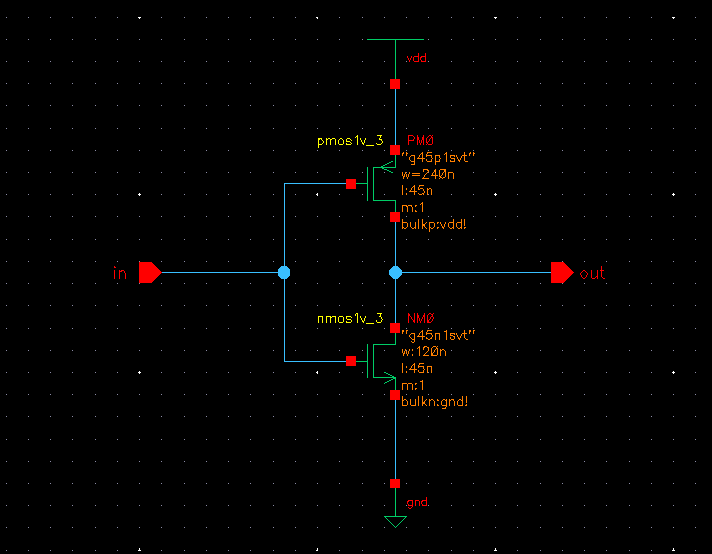 vdd
pmos1v_3 PM0
"g45p1svt"
w=240n
l:45n
m:1
bulkp:vdd!
in
out
nmos1v_3 NM0
"g45n1svt"
w:120n
l:45n
m:1
bulkn:gnd!
gnd